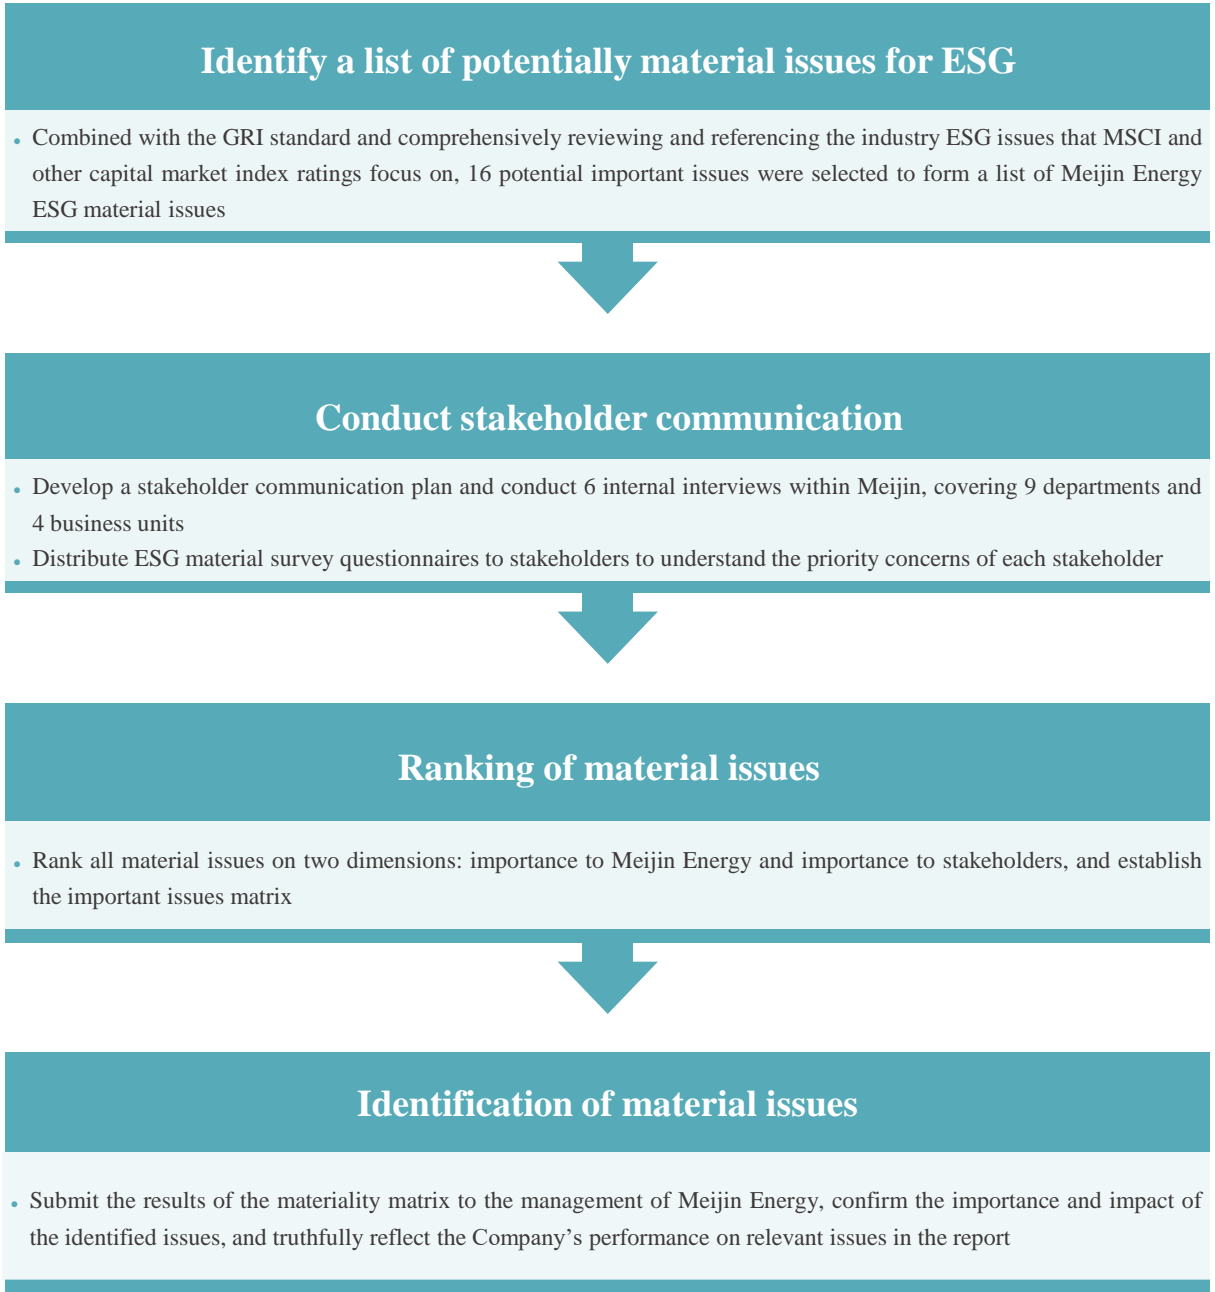 Identify a list of potentially material issues for ESG
• Combined with the GRI standard and comprehensively reviewing and referencing the industry ESG issues that MSCI and
other capital market index ratings focus on, 16 potential important issues were selected to form a list of Meijin Energy
ESG material issues
Conduct stakeholder communication
• Develop a stakeholder communication plan and conduct 6 internal interviews within Meijin, covering 9 departments and
4 business units
• Distribute ESG material survey questionnaires to stakeholders to understand the priority concerns of each stakeholder
Ranking of material issues
• Rank all material issues on two dimensions: importance to Meijin Energy and importance to stakeholders, and establish
the important issues matrix
Identification of material issues
• Submit the results of the materiality matrix to the management of Meijin Energy, confirm the importance and impact of
the identified issues, and truthfully reflect the Company’s performance on relevant issues in the report